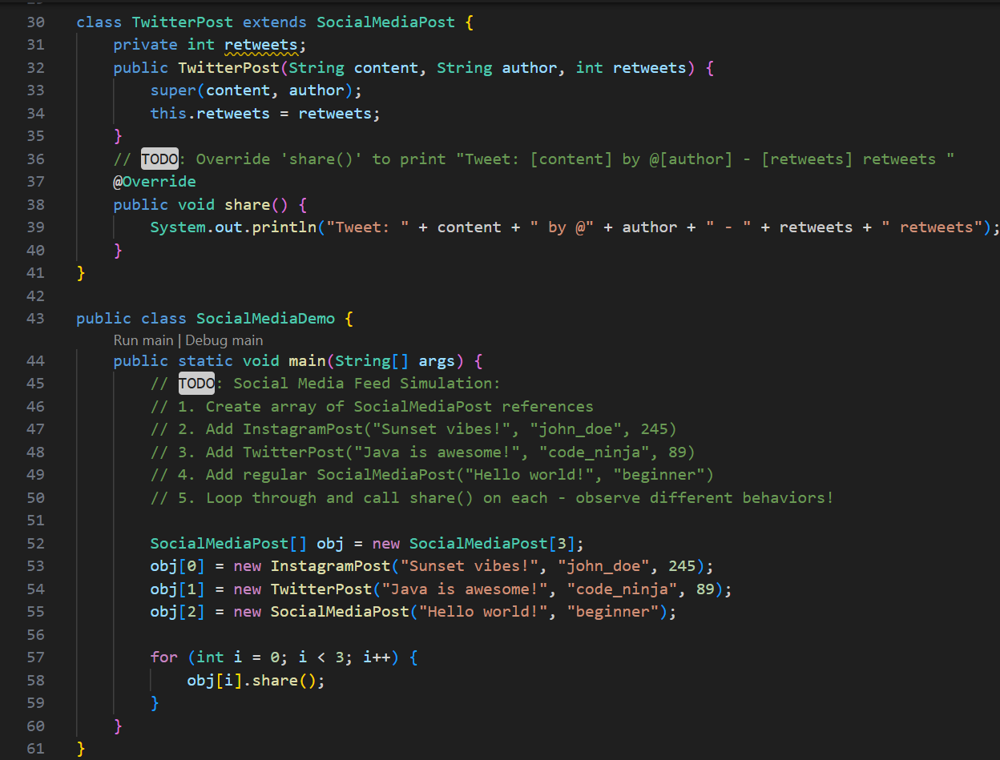 30 class TwitterPost extends SocialMediaPost {
31     private int retweets;
32     public TwitterPost(String content, String author, int retweets) {
33         super(content, author);
34         this.retweets = retweets;
35     }
36     // TODO: Override 'share()' to print "Tweet: [content] by @[author] - [retweets] retweets "
37     @Override
38     public void share() {
39         System.out.println("Tweet: " + content + " by @" + author + " - " + retweets + " retweets");
40     }
41 }
42
43 public class SocialMediaDemo {
Run main | Debug main
44     public static void main(String[] args) {
45         // TODO: Social Media Feed Simulation:
46         // 1. Create array of SocialMediaPost references
47         // 2. Add InstagramPost("Sunset vibes!", "john_doe", 245)
48         // 3. Add TwitterPost("Java is awesome!", "code_ninja", 89)
49         // 4. Add regular SocialMediaPost("Hello world!", "beginner")
50         // 5. Loop through and call share() on each - observe different behaviors!
51
52         SocialMediaPost[] obj = new SocialMediaPost[3];
53         obj[0] = new InstagramPost("Sunset vibes!", "john_doe", 245);
54         obj[1] = new TwitterPost("Java is awesome!", "code_ninja", 89);
55         obj[2] = new SocialMediaPost("Hello world!", "beginner");
56
57         for (int i = 0; i < 3; i++) {
58             obj[i].share();
59         }
60     }
61 }